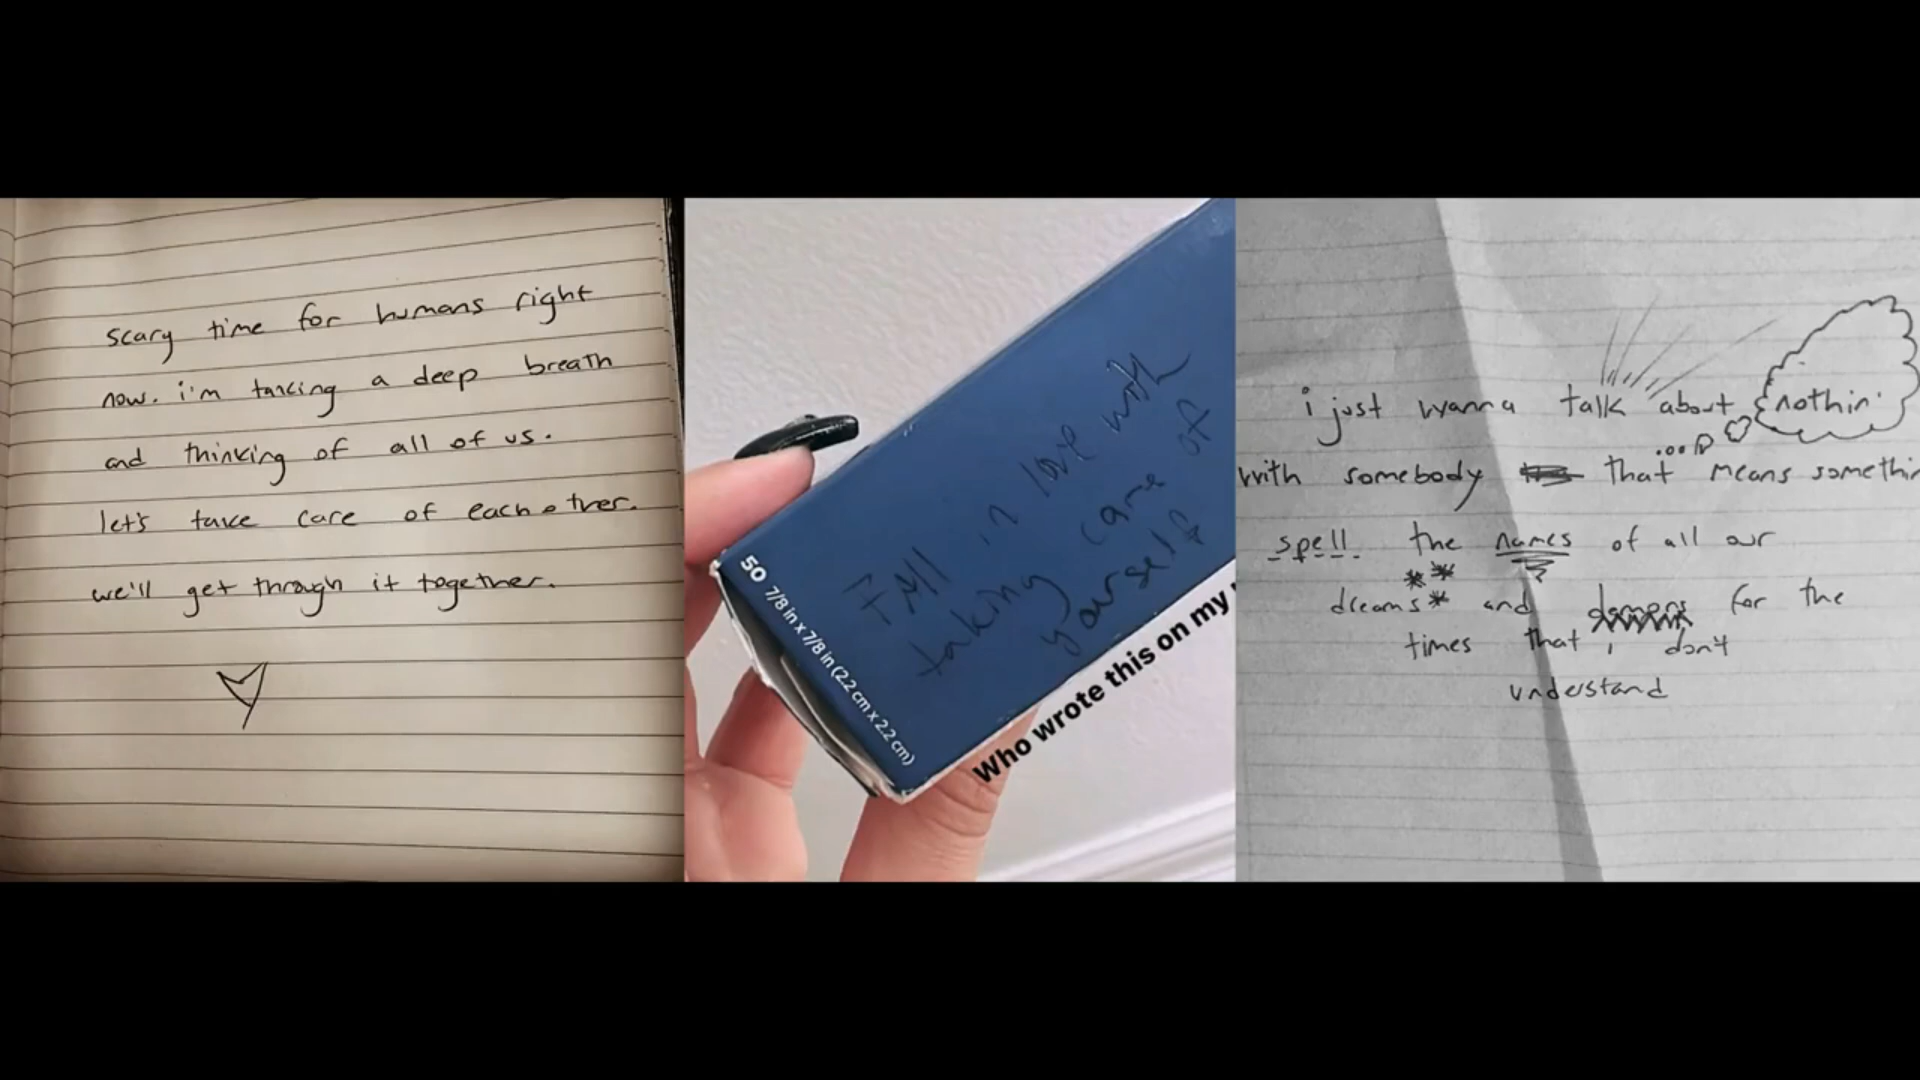 scary time for humans right
now. i'm taking a deep breath
and thinking of all of us.
let's take care of each other.
we'll get through it together.
Fall in love with
taking care of
yourself
50 7/8 in x 7/8 in (2.2 cm x 2.2 cm)
Who wrote this on my
i just wanna talk about nothin'
with somebody that means somethin
spell the names of all our
dreams and demons for the
times that i don't
understand